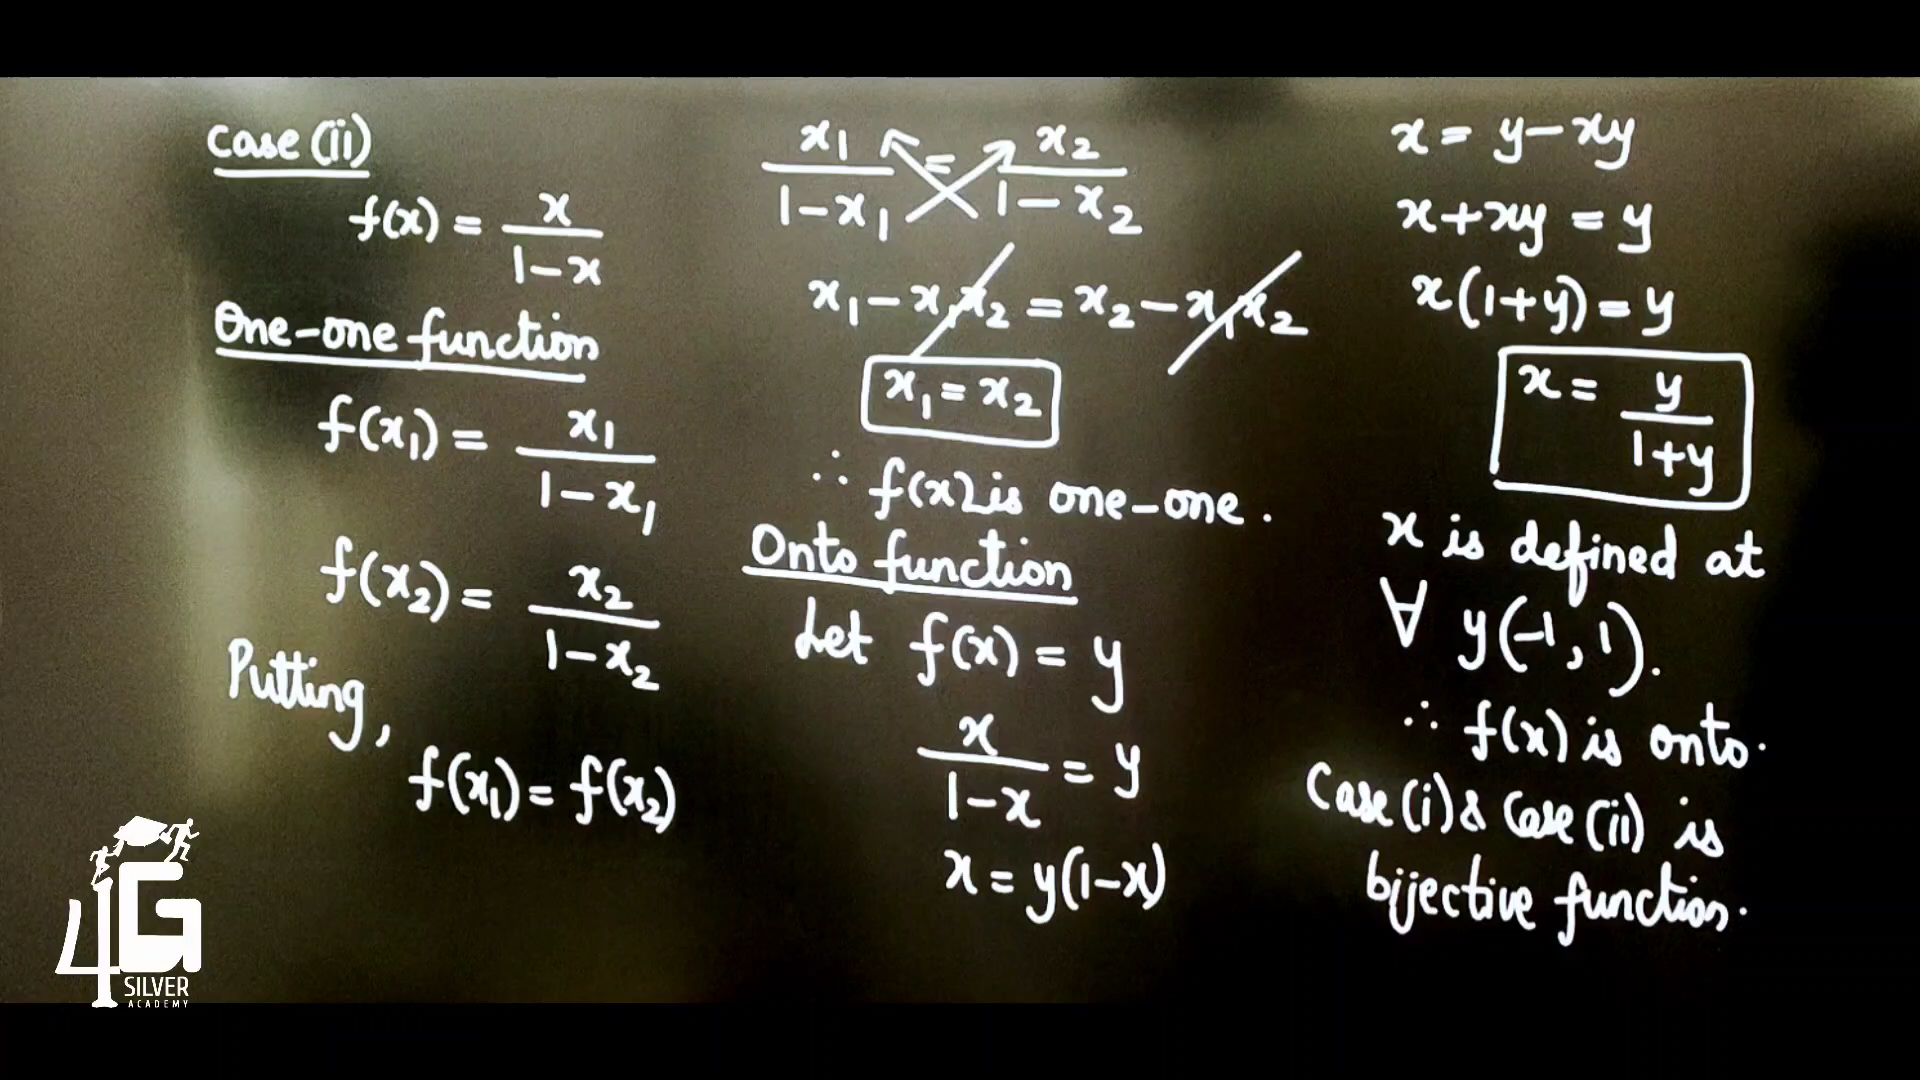 Case (ii)
f(x) = x / (1-x)
One-one function
f(x₁) = x₁ / (1-x₁)
f(x₂) = x₂ / (1-x₂)
Putting,
f(x₁) = f(x₂)
x₁ / (1-x₁) = x₂ / (1-x₂)
x₁ - x₁x₂ = x₂ - x₁x₂
x₁ = x₂
∴ f(x) is one-one.
Onto function
Let f(x) = y
x / (1-x) = y
x = y(1-x)
x = y-xy
x+xy = y
x(1+y) = y
x = y / (1+y)
x is defined at
∀ y(-1, 1).
∴ f(x) is onto.
Case (i) & Case (ii) is
bijective function.
4G
SILVER
ACADEMY